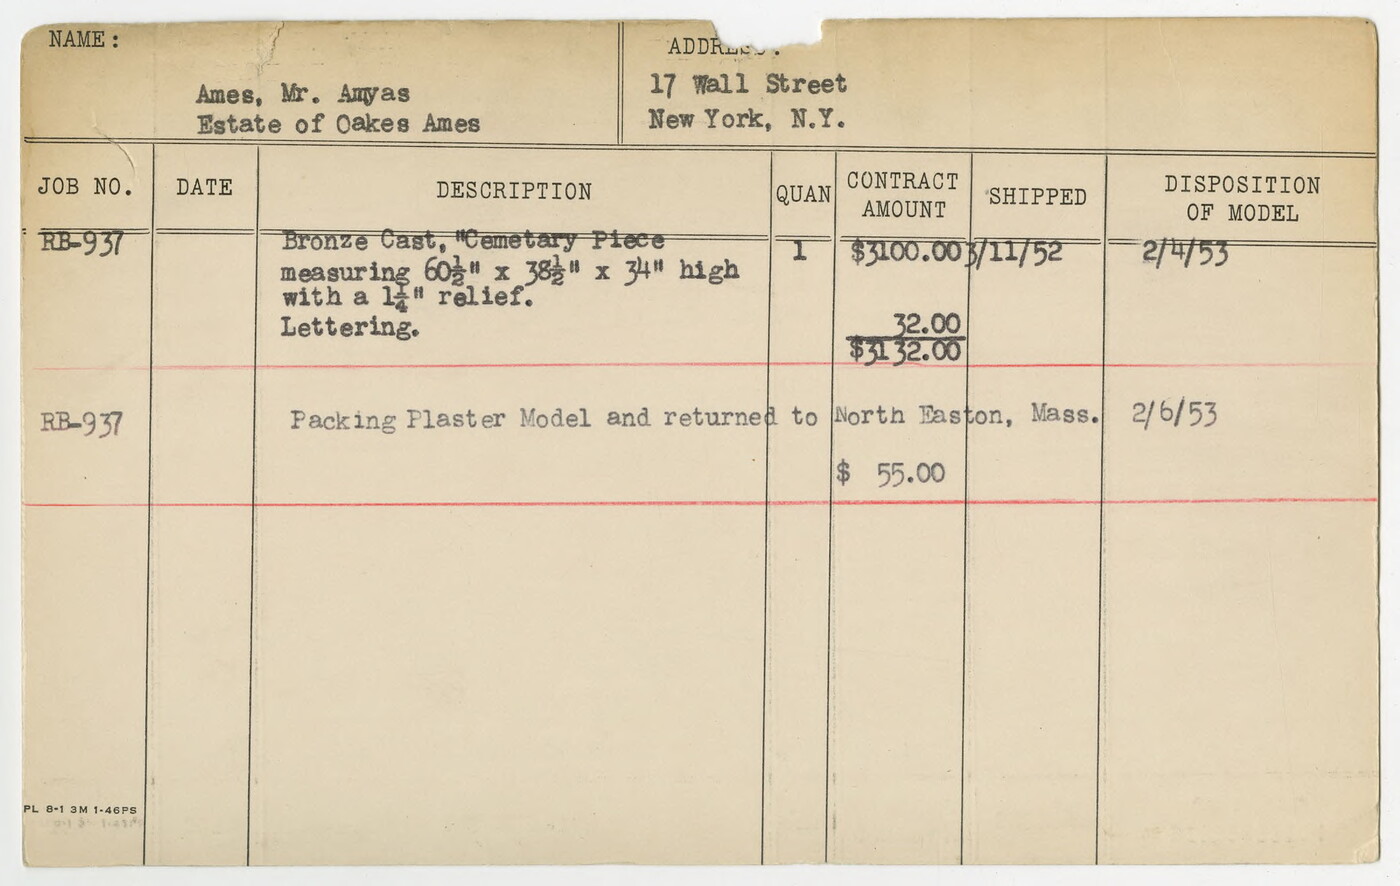 NAME:
Ames, Mr. Amyas
Estate of Oakes Ames
ADDRESS:
17 Wall Street
New York, N.Y.
JOB NO. DATE DESCRIPTION QUAN CONTRACT AMOUNT SHIPPED DISPOSITION OF MODEL
RB-937 Bronze Cast, "Cemetary Piece 1 $3100.00 3/11/52 2/4/53
measuring 60½" x 38½" x 34" high
with a 1¼" relief.
Lettering. 32.00
$3132.00
RB-937 Packing Plaster Model and returned to North Easton, Mass. 2/6/53
$ 55.00
PL 8-1 3M 1-46PS